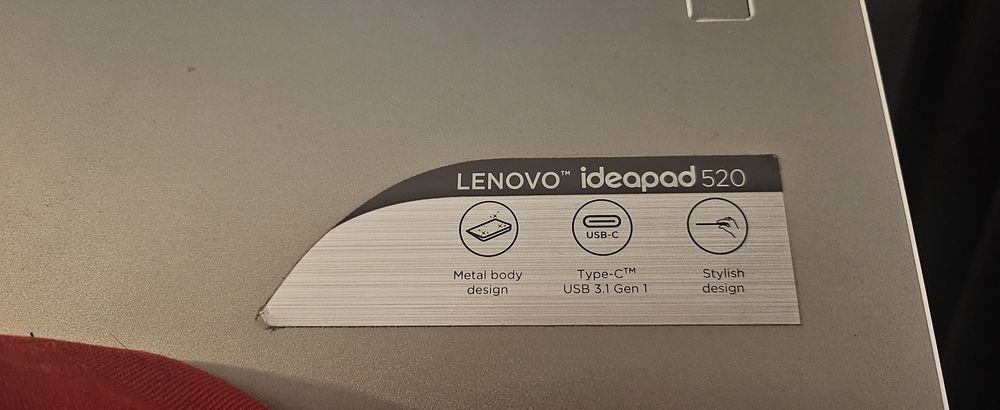 LENOVO™ ideapad 520
USB-C
Metal body design
Type-C™ USB 3.1 Gen 1
Stylish design